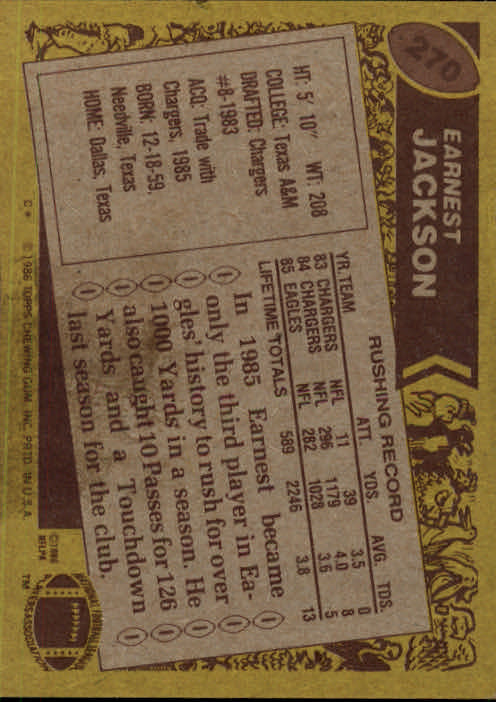 270
EARNEST
JACKSON
HT: 5' 10" WT: 208
COLLEGE: Texas A&M
DRAFTED: Chargers
#8-1983
ACQ: Trade with
Chargers, 1985
BORN: 12-18-59,
Needville, Texas
HOME: Dallas, Texas
RUSHING RECORD
YR. TEAM ATT. YDS. AVG. TDS.
83 CHARGERS NFL 11 39 3.5 0
84 CHARGERS NFL 296 1179 4.0 8
85 EAGLES NFL 282 1028 3.6 5
LIFETIME TOTALS 589 2246 3.8 13
In 1985 Earnest became
only the third player in Ea-
gles' history to rush for over
1000 Yards in a season. He
also caught 10 Passes for 126
Yards and a Touchdown
last season for the club.
C* © 1986 TOPPS CHEWING GUM, INC. PRTD. IN U.S.A.
©1986
NFLPA
TM